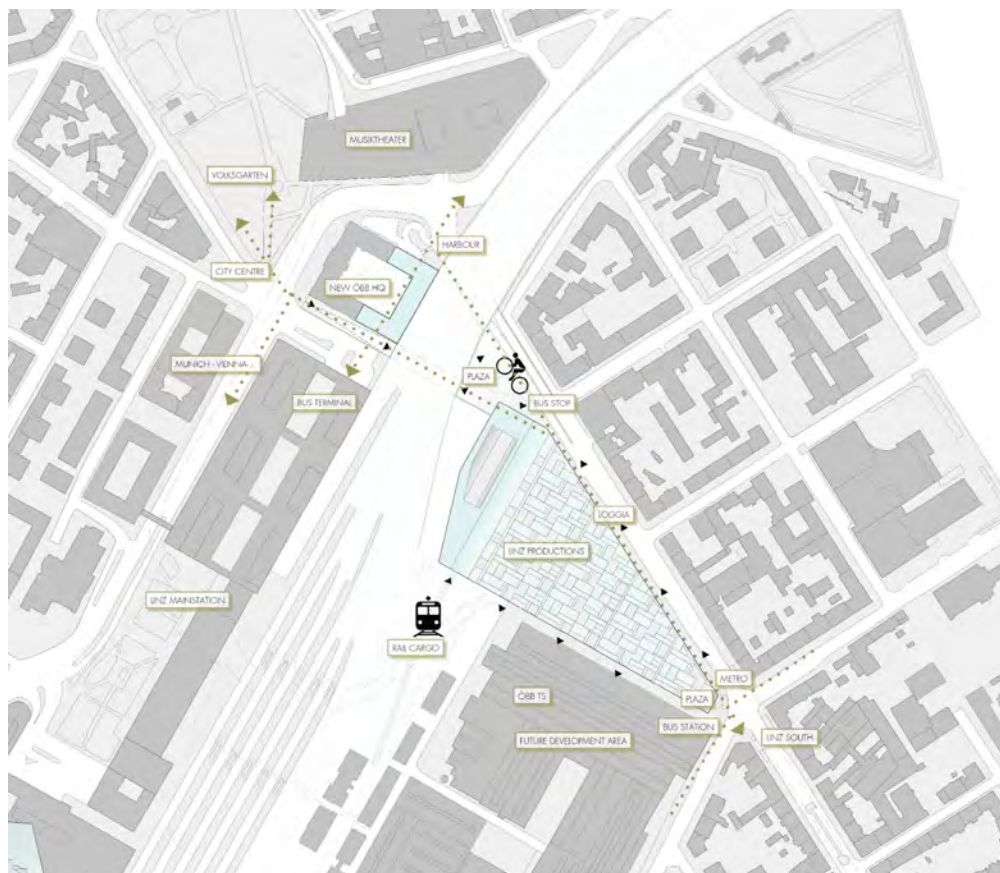 MUSIKTHEATER
VOLKSGARTEN
HARBOUR
CITY CENTRE
NEW ÖBB HQ
MUNICH - VIENNA
PLAZA
BUS TERMINAL
BUS STOP
LOGGIA
LINZ PRODUCTIONS
LINZ MAINSTATION
RAIL CARGO
METRO
ÖBB TS
PLAZA
BUS STATION
LINZ SOUTH
FUTURE DEVELOPMENT AREA